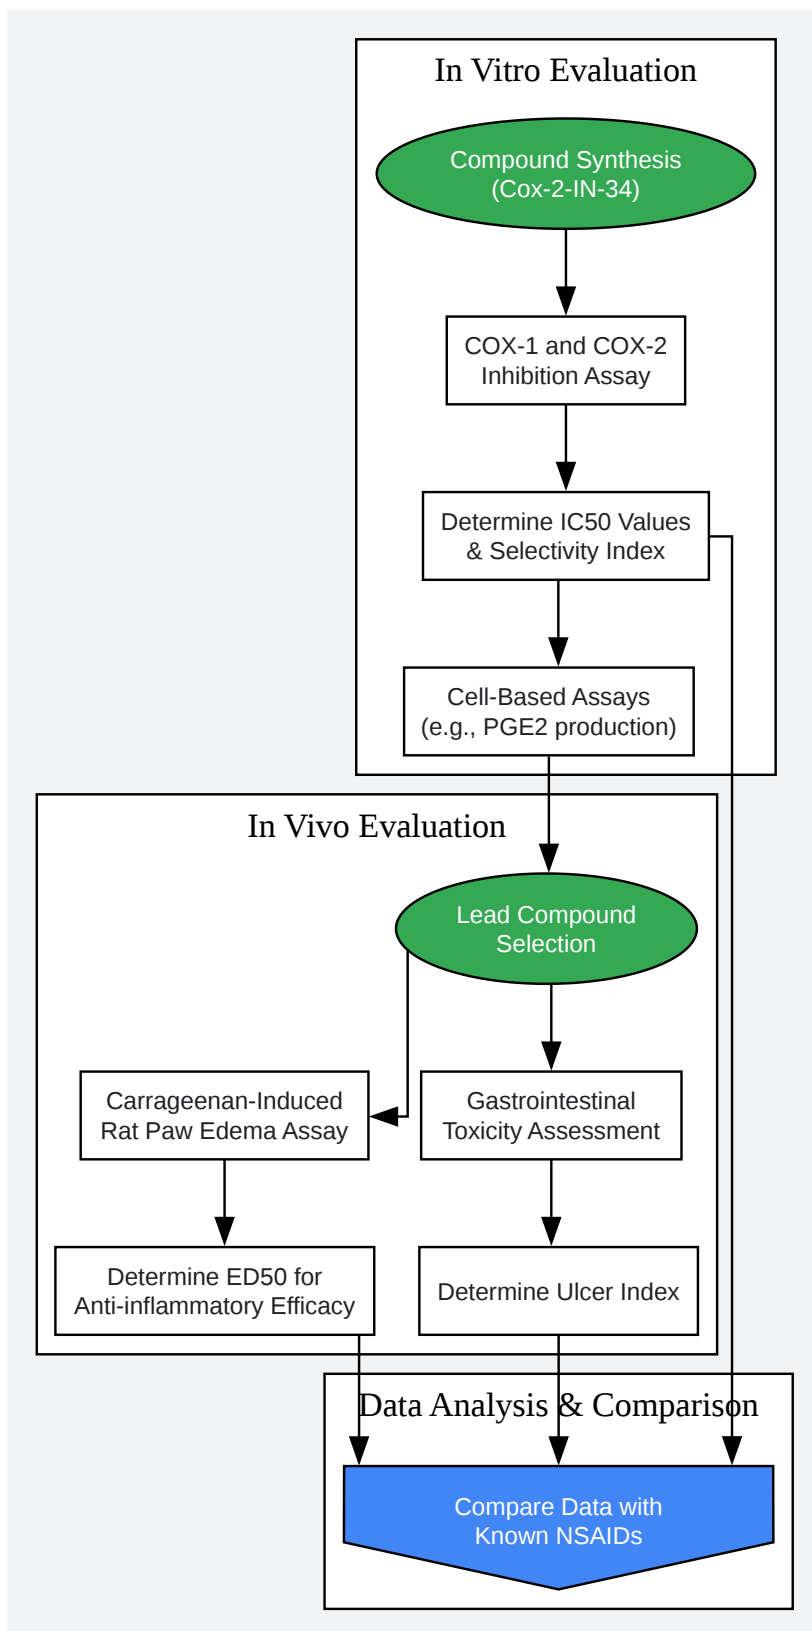 In Vitro Evaluation
Compound Synthesis
(Cox-2-IN-34)
COX-1 and COX-2
Inhibition Assay
Determine IC50 Values
& Selectivity Index
Cell-Based Assays
(e.g., PGE2 production)
In Vivo Evaluation
Lead Compound
Selection
Carrageenan-Induced
Rat Paw Edema Assay
Gastrointestinal
Toxicity Assessment
Determine ED50 for
Anti-inflammatory Efficacy
Determine Ulcer Index
Data Analysis & Comparison
Compare Data with
Known NSAIDs